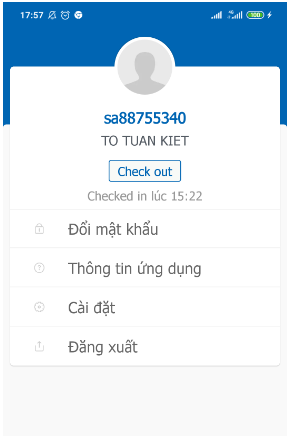 17:57
4G
100
sa88755340
TO TUAN KIET
Check out
Checked in lúc 15:22
Đổi mật khẩu
Thông tin ứng dụng
Cài đặt
Đăng xuất